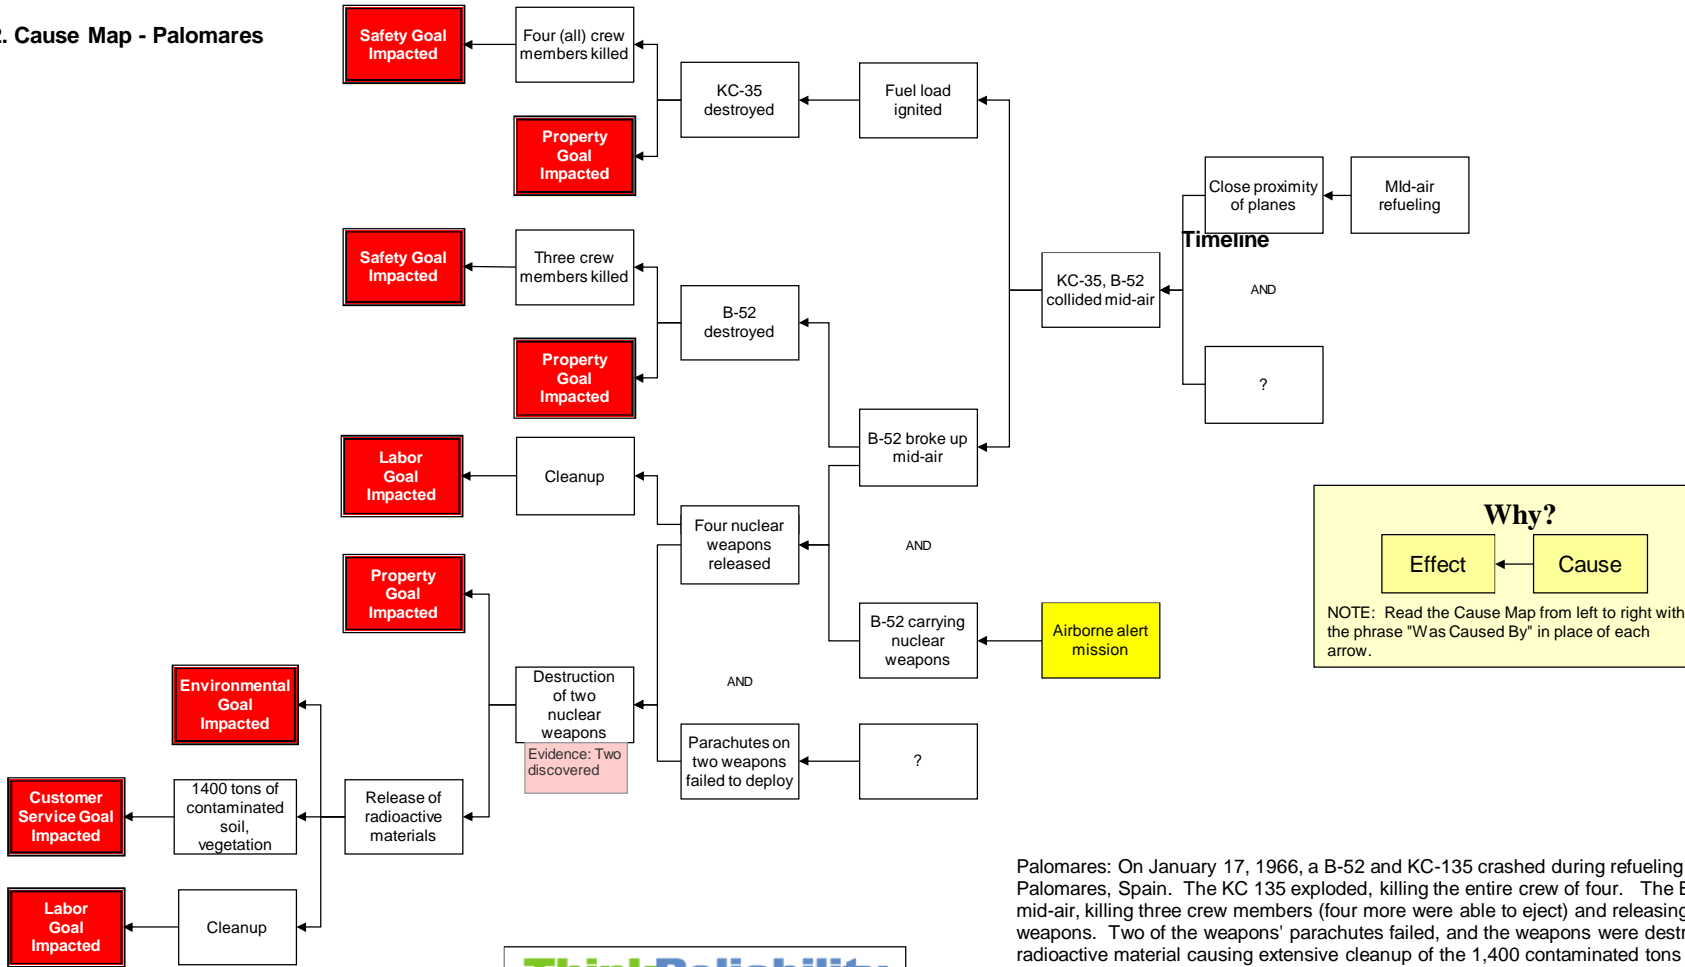 2. Cause Map - Palomares
Safety Goal
Impacted
Four (all) crew
members killed
KC-35
destroyed
Fuel load
ignited
Property
Goal
Impacted
Close proximity
of planes
MId-air
refueling
Timeline
Safety Goal
Impacted
Three crew
members killed
B-52
destroyed
KC-35, B-52
collided mid-air
AND
Property
Goal
Impacted
?
B-52 broke up
mid-air
Labor
Goal
Impacted
Cleanup
Four nuclear
weapons
released
AND
Why?
Effect
Cause
NOTE: Read the Cause Map from left to right with
the phrase "Was Caused By" in place of each
arrow.
Property
Goal
Impacted
B-52 carrying
nuclear
weapons
Airborne alert
mission
Environmental
Goal
Impacted
Destruction
of two
nuclear
weapons
AND
Evidence: Two
discovered
Parachutes on
two weapons
failed to deploy
?
Customer
Service Goal
Impacted
1400 tons of
contaminated
soil,
vegetation
Release of
radioactive
materials
Labor
Goal
Impacted
Cleanup
Palomares: On January 17, 1966, a B-52 and KC-135 crashed during refueling
Palomares, Spain. The KC 135 exploded, killing the entire crew of four. The
mid-air, killing three crew members (four more were able to eject) and releasing
weapons. Two of the weapons' parachutes failed, and the weapons were
radioactive material causing extensive cleanup of the 1,400 contaminated tons
ThinkReliability